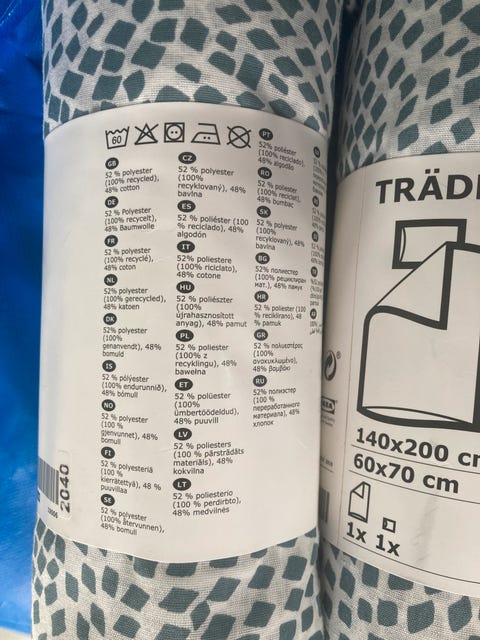 60
GB
52 % polyester
(100% recycled),
48% cotton
DE
52 % Polyester
(100% recycelt),
48% Baumwolle
FR
52% polyester
(100% recyclé),
48% coton
NL
52% polyester
(100% gerecycled),
48% katoen
DK
52% polyester
(100%
genanvendt), 48%
bomuld
IS
52% pólýester
(100% endurunnið),
48% bómull
NO
52% polyester
(100 %
gjenvunnet), 48%
bomull
FI
52 % polyesteriä
(100 %
kierrätettyä), 48 %
puuvillaa
SE
52 % polyester
(100% återvunnen),
48% bomull
CZ
52 % polyester
(100%
recyklovaný), 48%
bavlna
ES
52 % poliéster (100
% reciclado), 48%
algodón
IT
52% poliestere
(100% riciclato),
48% cotone
HU
52 % poliészter
(100%
újrahasznosított
anyag), 48% pamut
PL
52 % poliester
(100% z
recyklingu), 48%
bawełna
ET
52 % polüester
(100%
ümbertöödeldud),
48% puuvill
LV
52 % poliesters
(100% pārstrādāts
materiāls), 48%
kokvilna
LT
52 % poliesterio
(100 % perdirbto),
48% medvilnės
PT
52% poliéster
(100% reciclado),
48% algodão
RO
52 % poliester
(100% reciclet),
48% bumbac
SK
52 % polyester
(100%
recyklovaný), 48%
bavlna
BG
52% полиестер
(100% рециклиран
мат.), 48% памук
HR
52 % poliester (100
% reciklirano), 48
% pamuk
GR
52 % πολυεστέρας
(100%
ανακυκλωμένο),
48% βαμβάκι
RU
52% полиэстер
(100 %
переработанного
материала), 48%
хлопок
2040
TRÄD
140x200 cm
60x70 cm
1x 1x